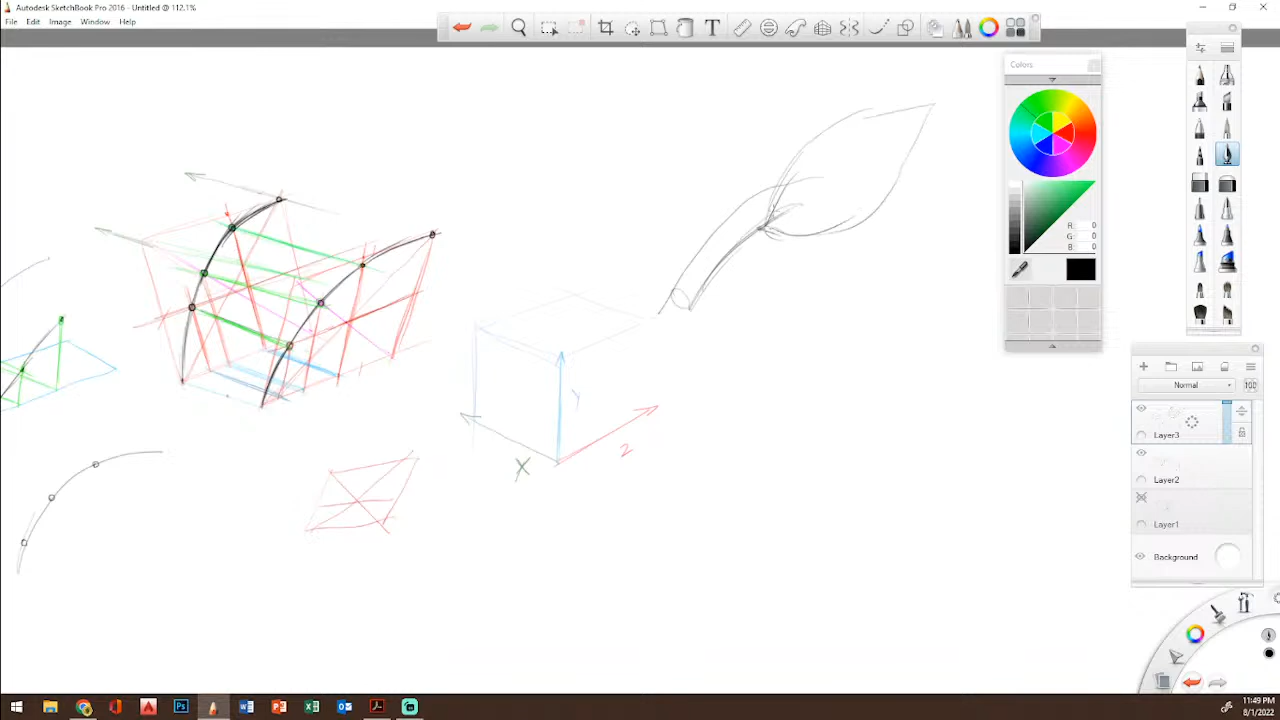 Autodesk SketchBook Pro 2016 - Untitled @ 112.1%
File Edit Image Window Help
T
Colors
R: 0
G: 0
B: 0
Normal 100
Layer3
Layer2
Layer1
Background
Y
X
2
11:49 PM
8/1/2022